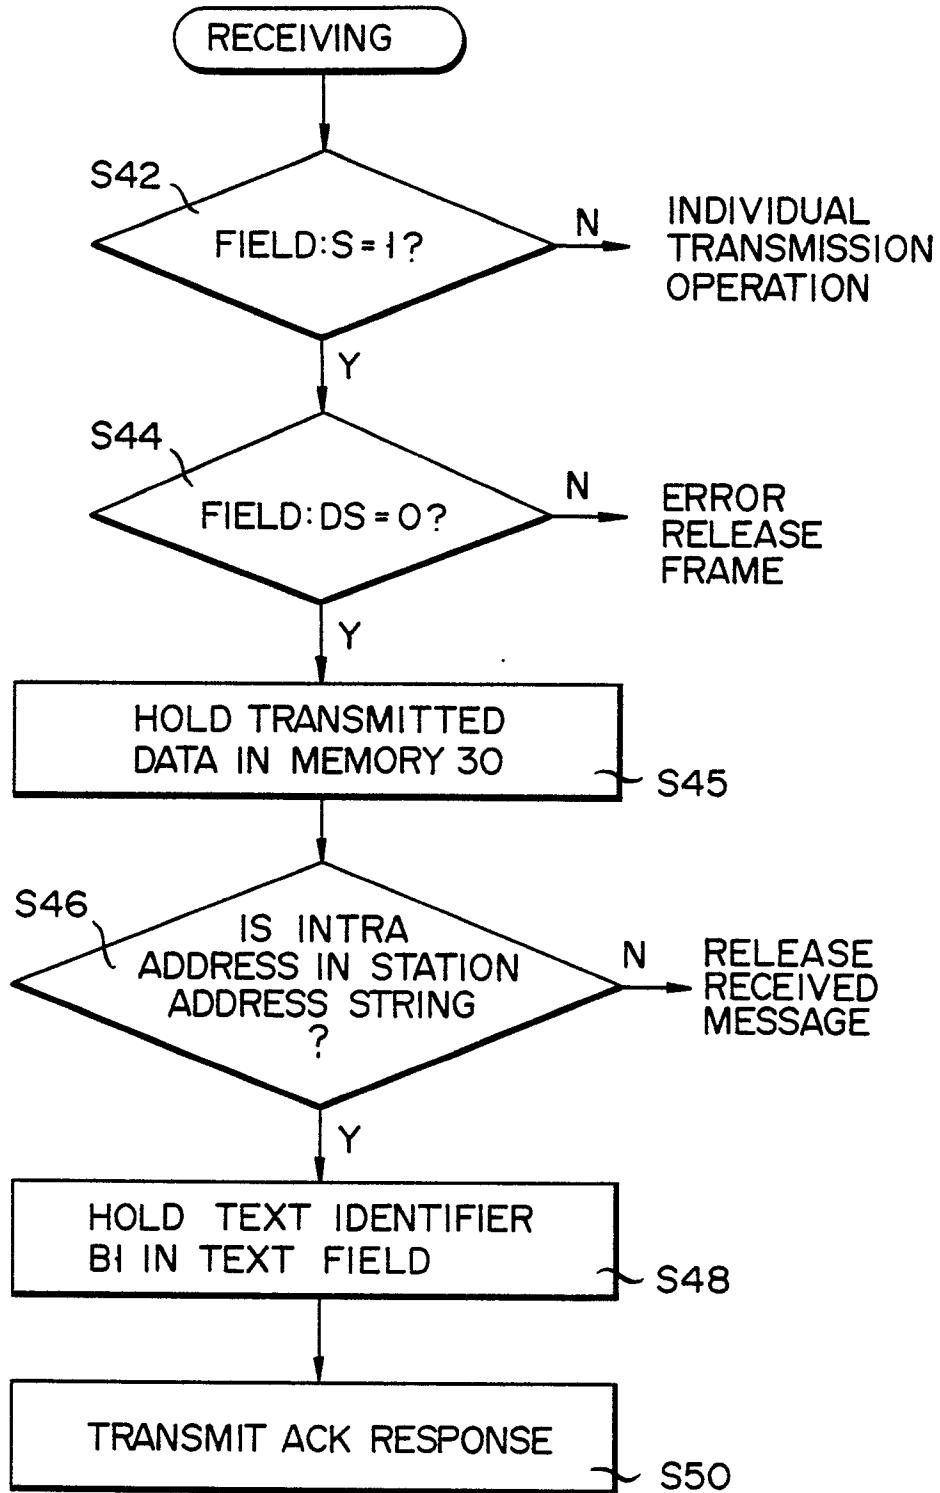 RECEIVING
S42
FIELD:S=1?
N
INDIVIDUAL
TRANSMISSION
OPERATION
Y
S44
FIELD:DS=0?
N
ERROR
RELEASE
FRAME
Y
HOLD TRANSMITTED
DATA IN MEMORY 30
S45
S46
IS INTRA
ADDRESS IN STATION
ADDRESS STRING
?
N
RELEASE
RECEIVED
MESSAGE
Y
HOLD TEXT IDENTIFIER
B1 IN TEXT FIELD
S48
TRANSMIT ACK RESPONSE
S50